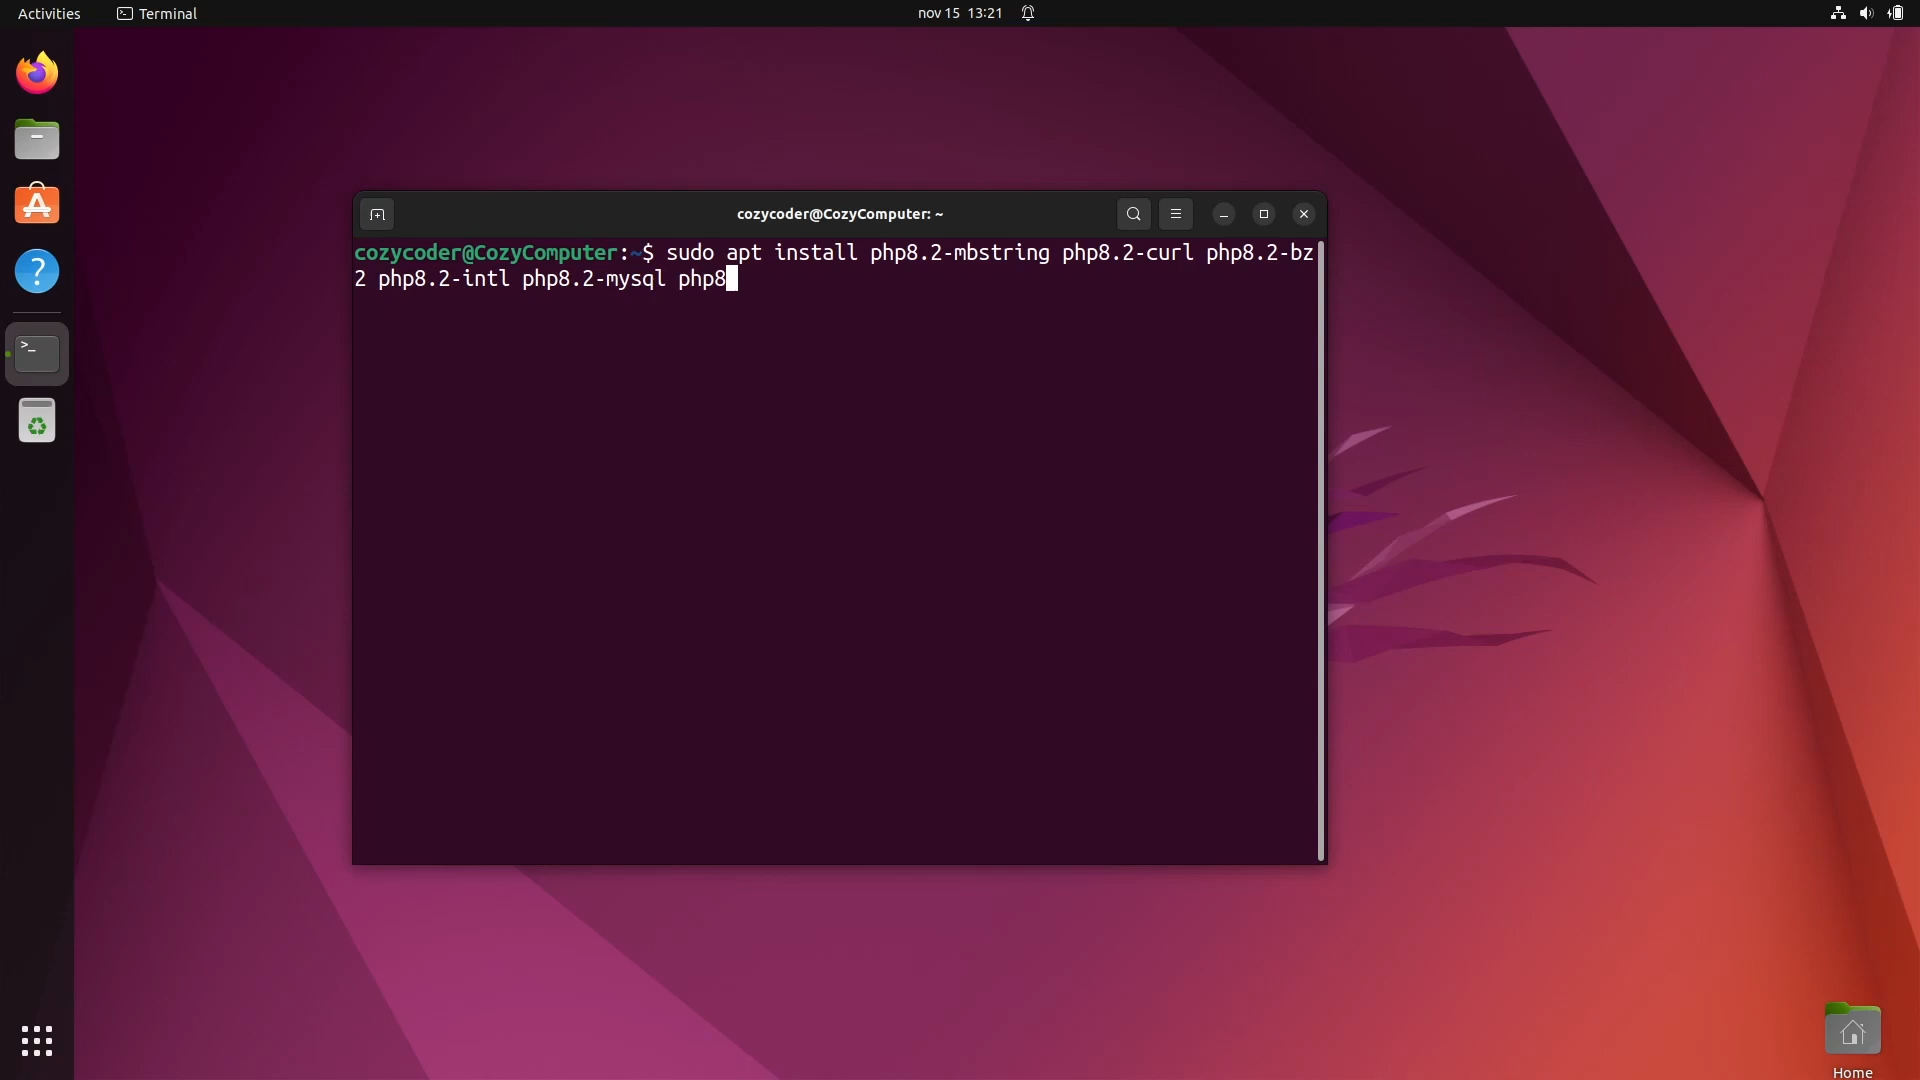 Activities
Terminal
nov 15 13:21
cozycoder@CozyComputer: ~
cozycoder@CozyComputer:~$ sudo apt install php8.2-mbstring php8.2-curl php8.2-bz
2 php8.2-intl php8.2-mysql php8
Home